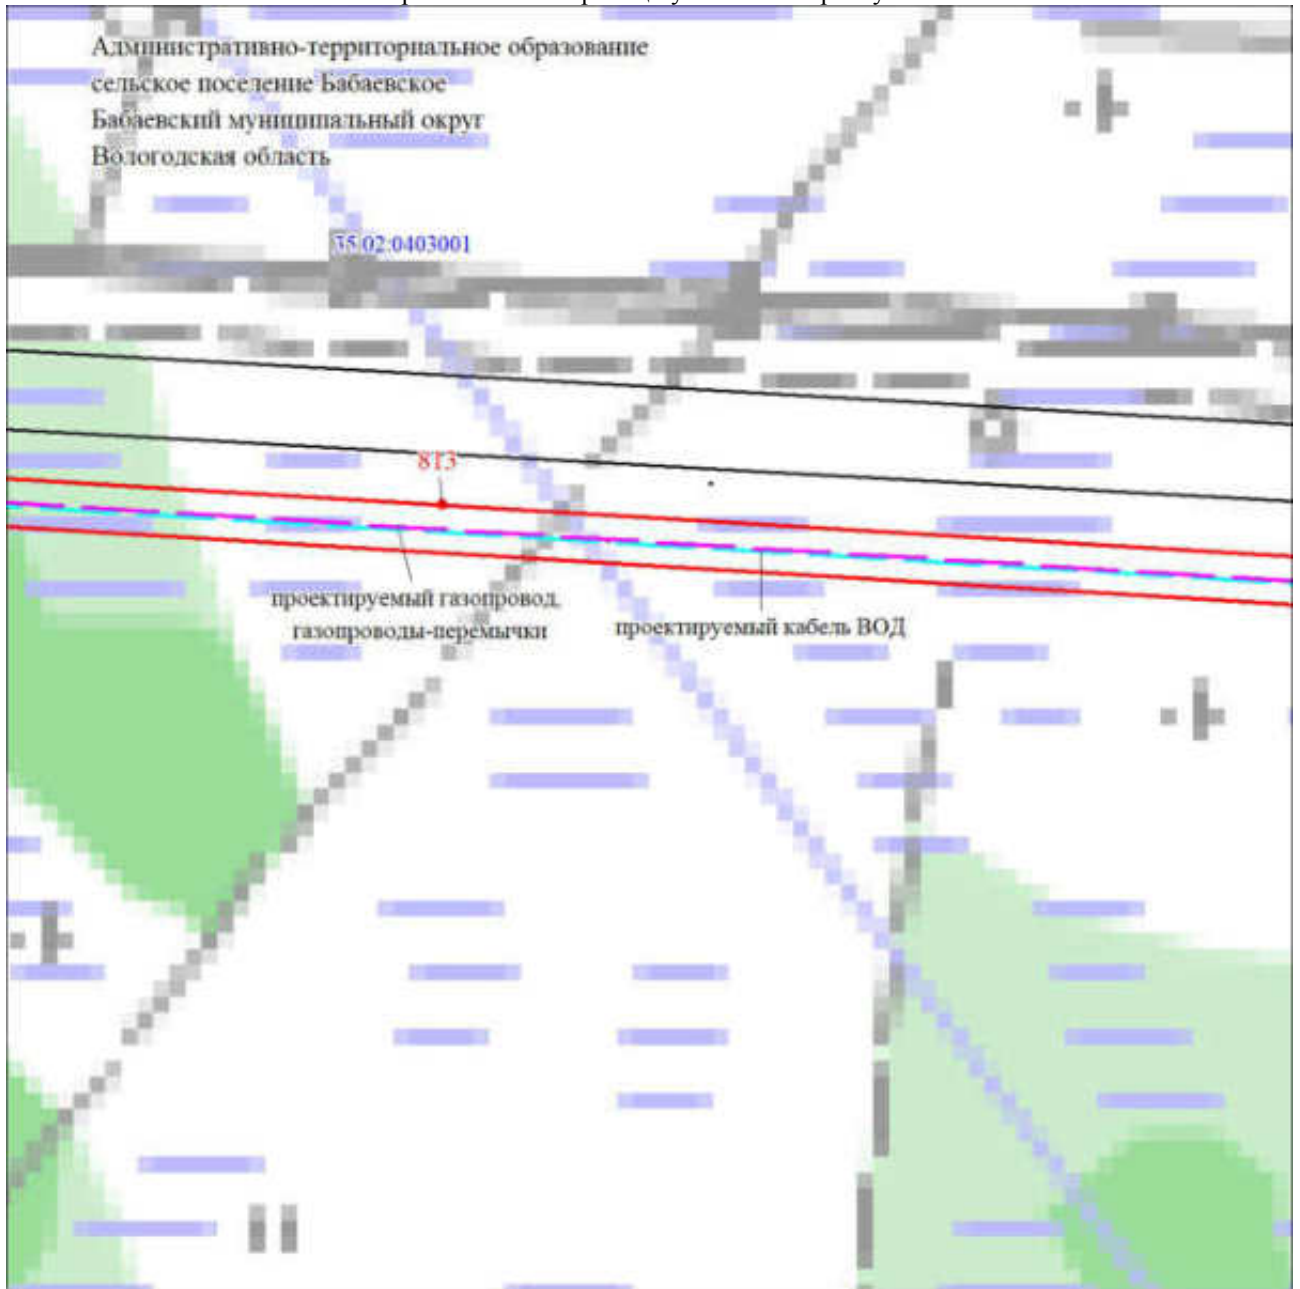 Административно-территориальное образование
сельское поселение Бабаевское
Бабаевский муниципальный округ
Вологодская область
35:02:0403001
813
проектируемый газопровод,
газопроводы-перемычки
проектируемый кабель ВОД